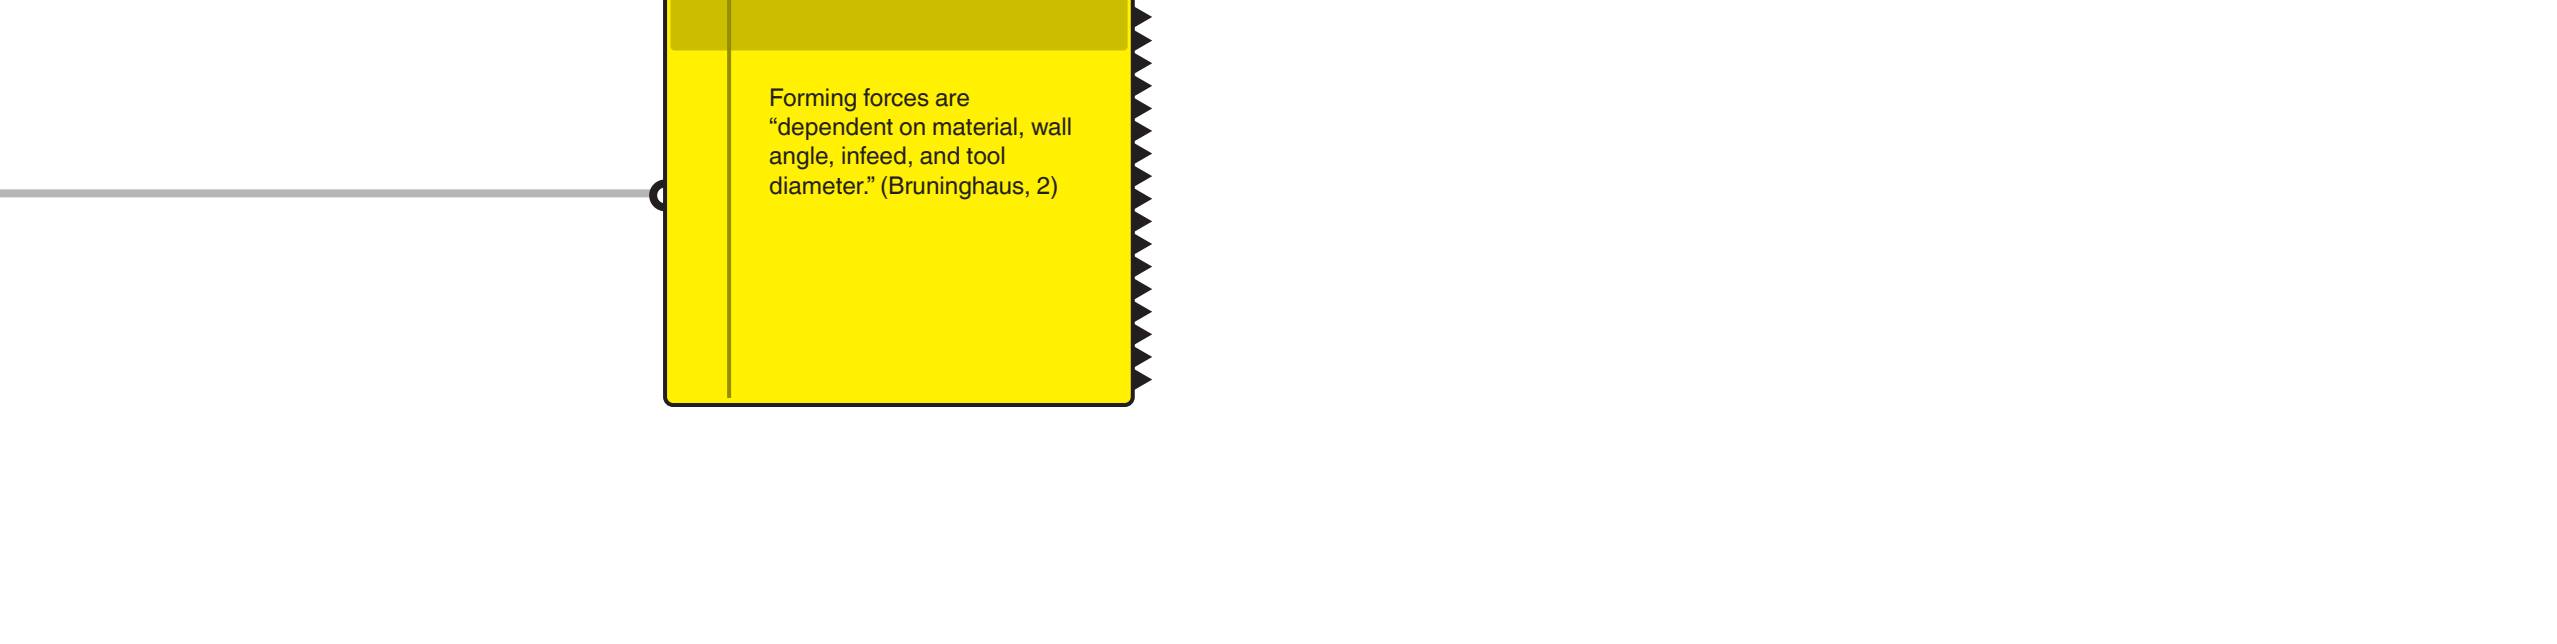 Forming forces are
“dependent on material, wall
angle, infeed, and tool
diameter.” (Bruninghaus, 2)